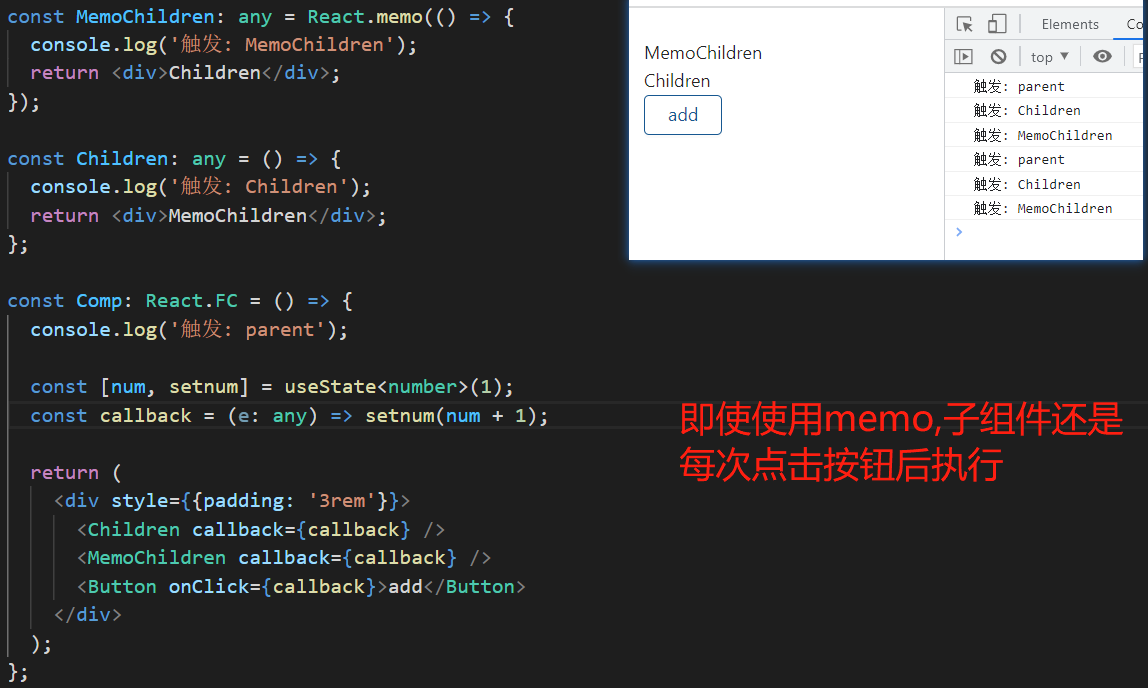 const MemoChildren: any = React.memo(() => {
  console.log('触发: MemoChildren');
  return <div>Children</div>;
});

const Children: any = () => {
  console.log('触发: Children');
  return <div>MemoChildren</div>;
};

const Comp: React.FC = () => {
  console.log('触发: parent');

  const [num, setnum] = useState<number>(1);
  const callback = (e: any) => setnum(num + 1);

  return (
    <div style={{padding: '3rem'}}>
      <Children callback={callback} />
      <MemoChildren callback={callback} />
      <Button onClick={callback}>add</Button>
    </div>
  );
};
MemoChildren
Children
add
Elements
Co
top
触发: parent
触发: Children
触发: MemoChildren
触发: parent
触发: Children
触发: MemoChildren
即使使用memo,子组件还是
每次点击按钮后执行